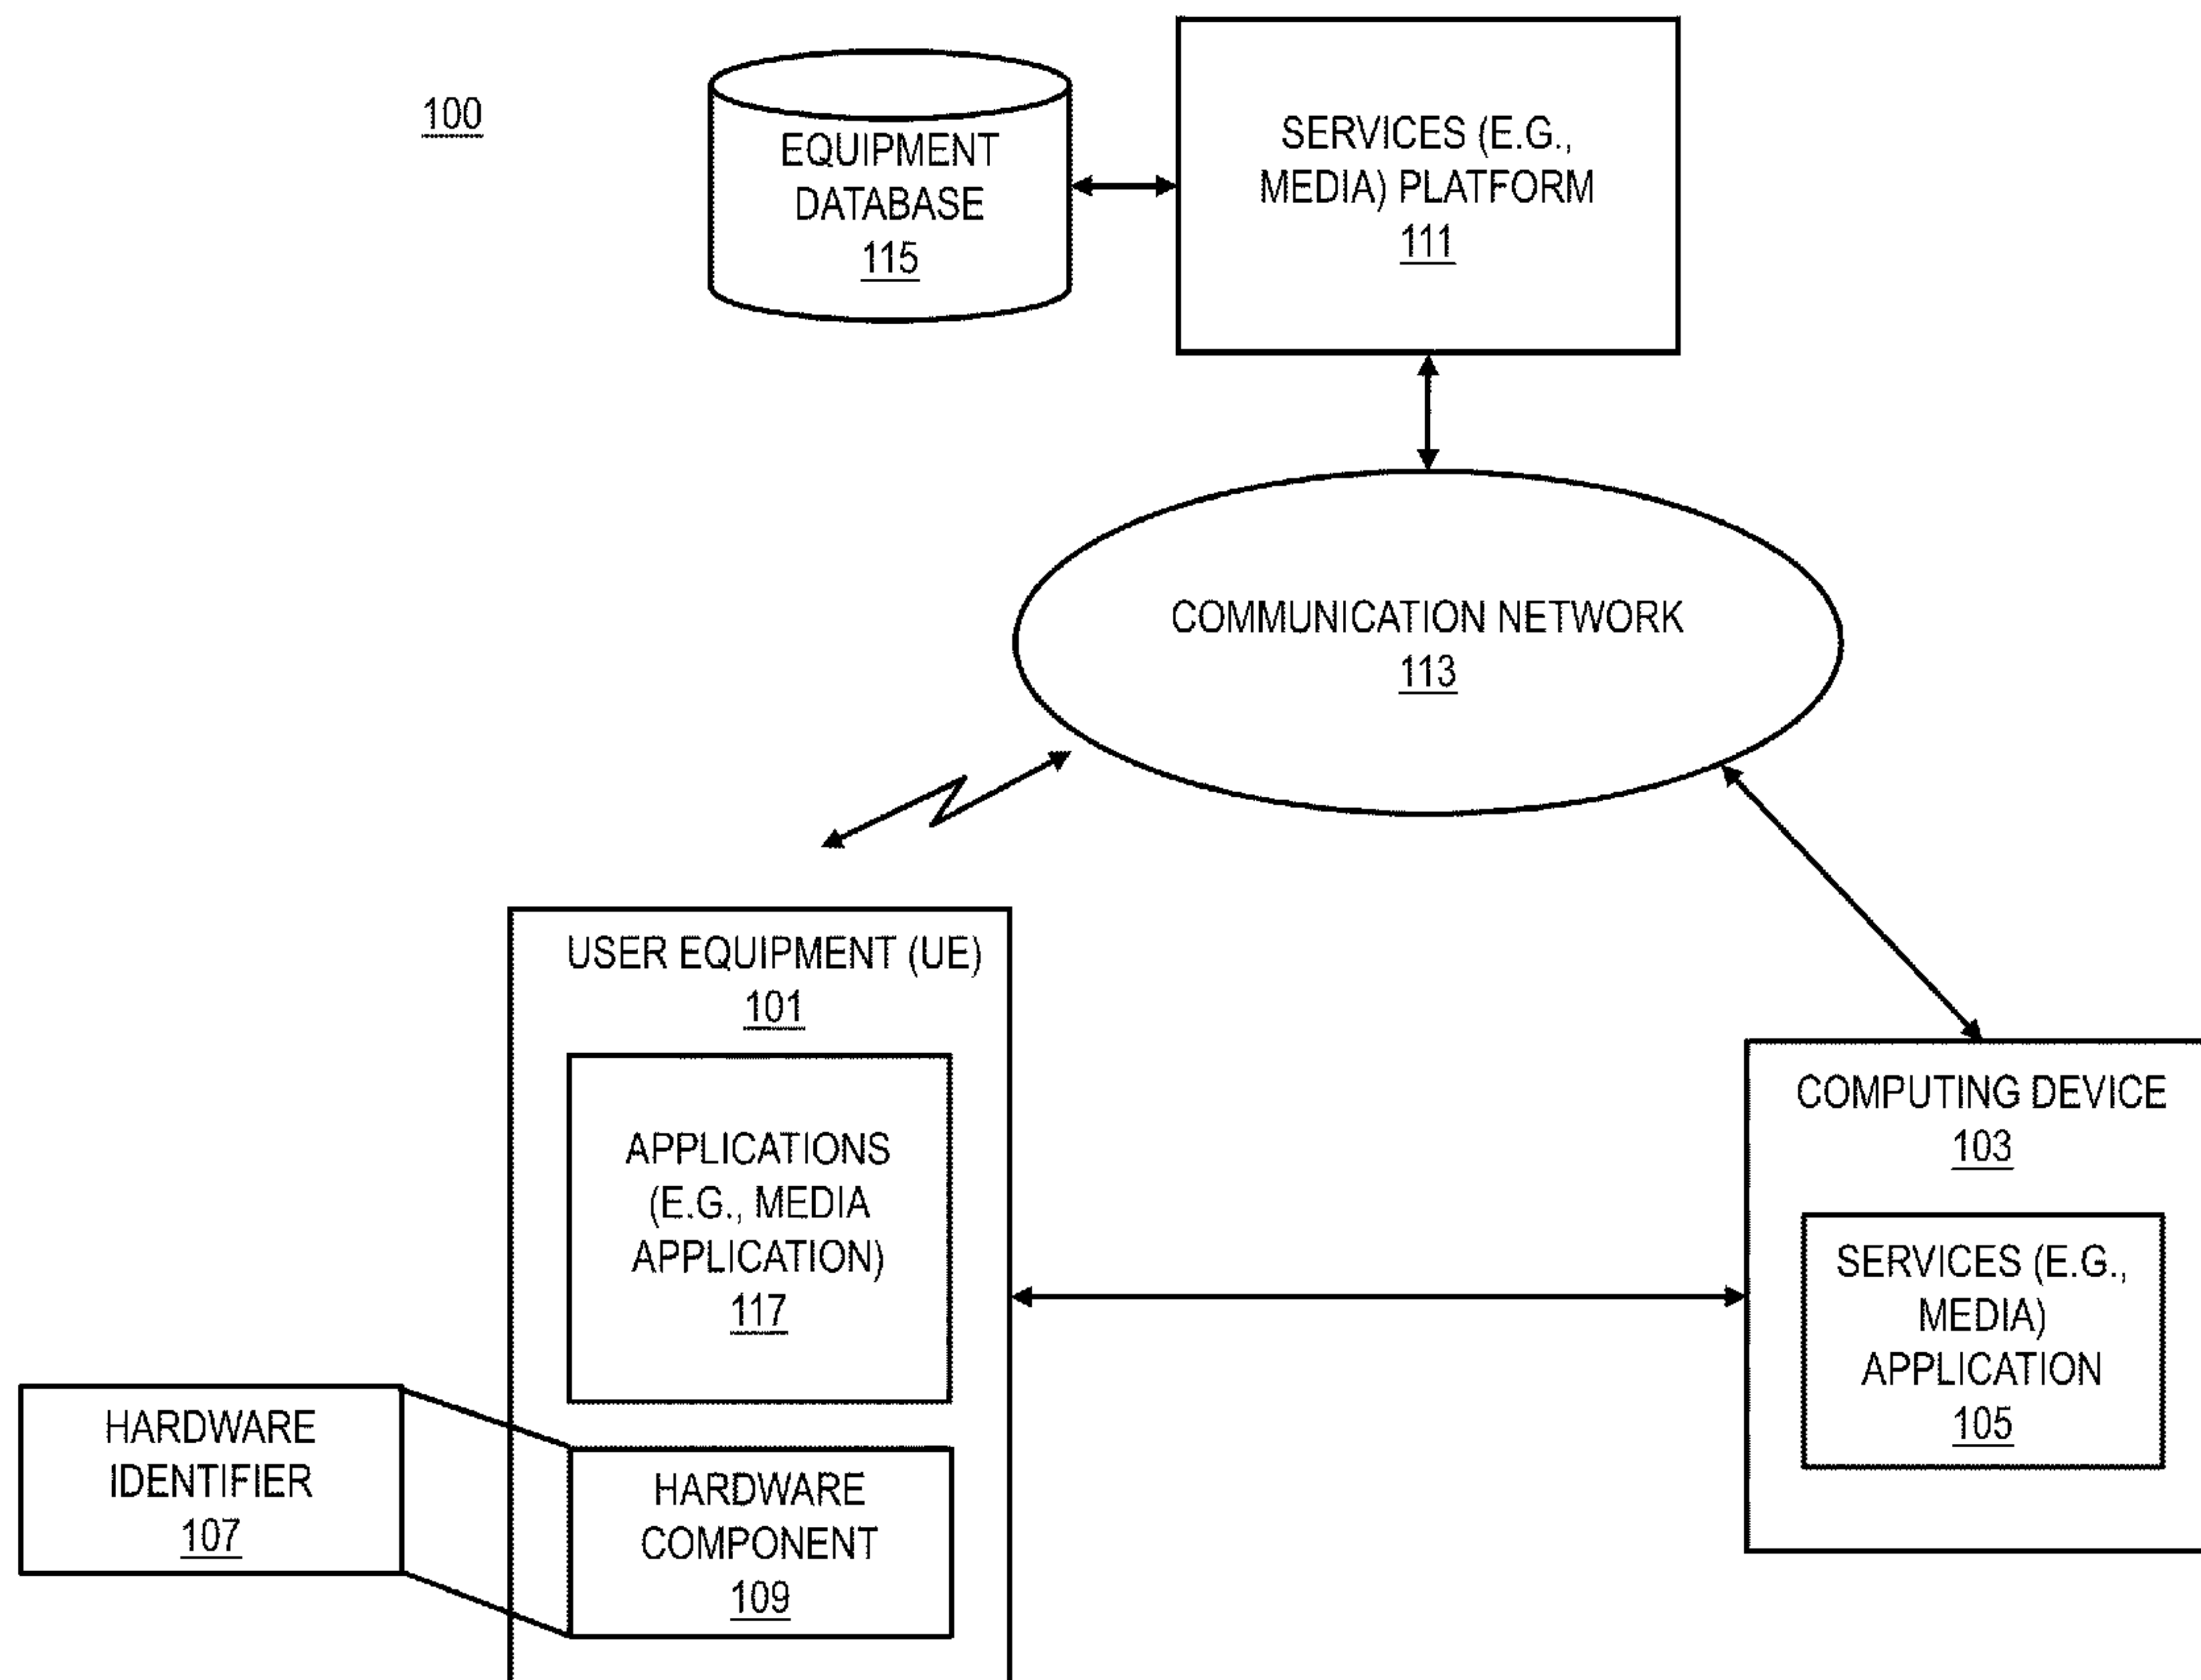 100
EQUIPMENT
DATABASE
115
SERVICES (E.G.,
MEDIA) PLATFORM
111
COMMUNICATION NETWORK
113
USER EQUIPMENT (UE)
101
APPLICATIONS
(E.G., MEDIA
APPLICATION)
117
HARDWARE
IDENTIFIER
107
HARDWARE
COMPONENT
109
COMPUTING DEVICE
103
SERVICES (E.G.,
MEDIA)
APPLICATION
105